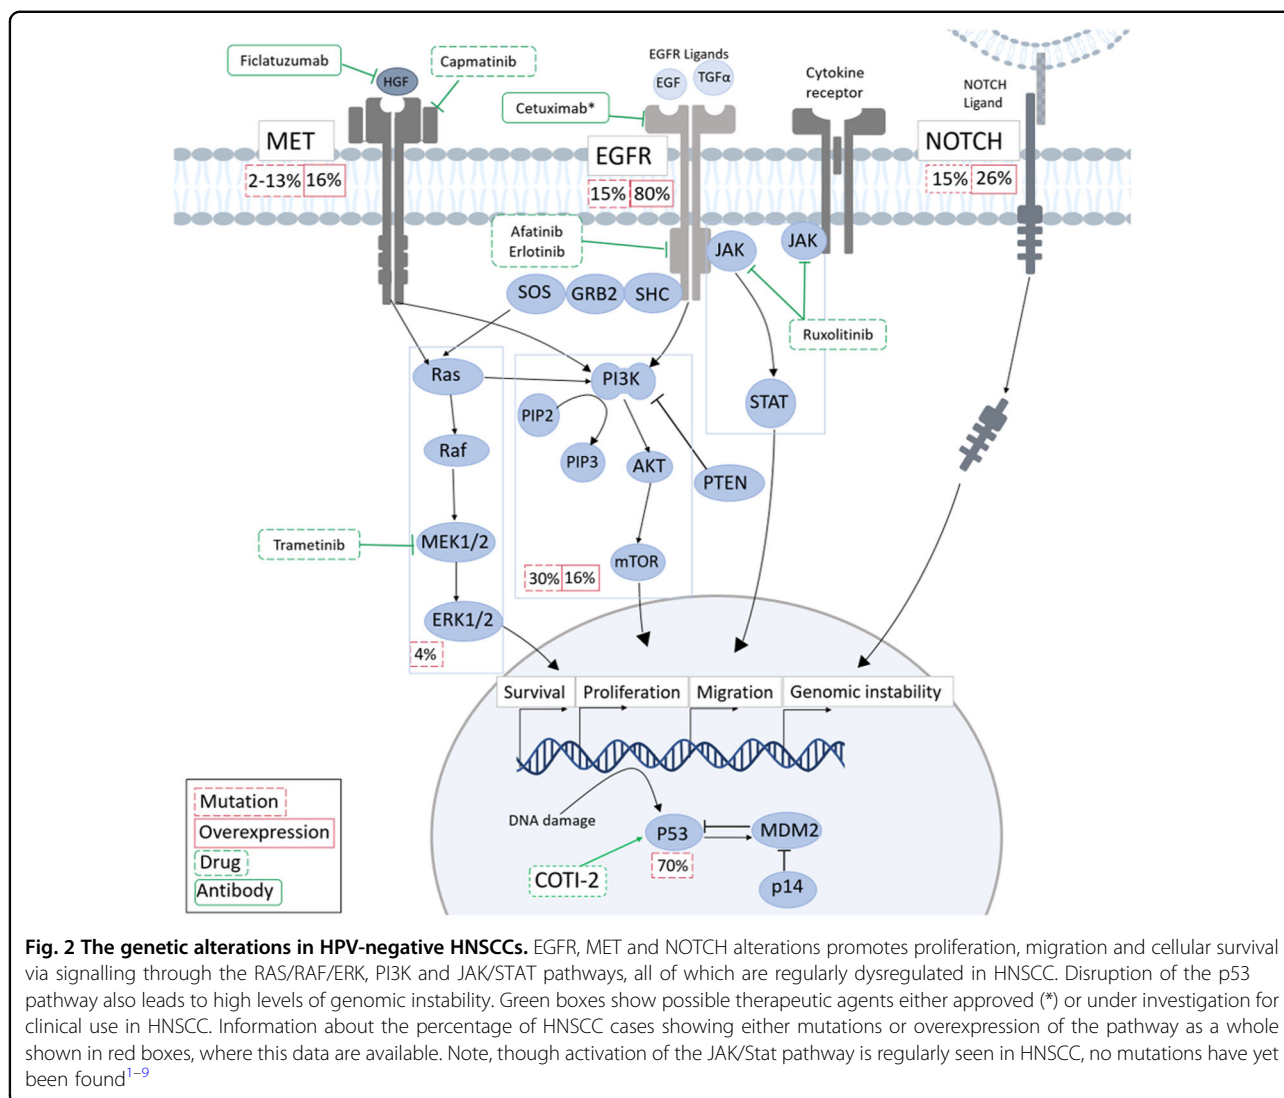 Ficlatuzumab
HGF
Capmatinib
MET
2-13% 16%
EGFR Ligands
EGF
TGFα
Cetuximab*
EGFR
15% 80%
Cytokine
receptor
NOTCH
Ligand
NOTCH
15% 26%
Afatinib
Erlotinib
JAK
JAK
SOS
GRB2
SHC
Ruxolitinib
Ras
PI3K
STAT
PIP2
Raf
PIP3
AKT
PTEN
Trametinib
MEK1/2
mTOR
30% 16%
ERK1/2
4%
Survival
Proliferation
Migration
Genomic instability
DNA damage
P53
MDM2
70%
COTI-2
p14
Mutation
Overexpression
Drug
Antibody
Fig. 2 The genetic alterations in HPV-negative HNSCCs. EGFR, MET and NOTCH alterations promotes proliferation, migration and cellular survival
via signalling through the RAS/RAF/ERK, PI3K and JAK/STAT pathways, all of which are regularly dysregulated in HNSCC. Disruption of the p53
pathway also leads to high levels of genomic instability. Green boxes show possible therapeutic agents either approved (*) or under investigation for
clinical use in HNSCC. Information about the percentage of HNSCC cases showing either mutations or overexpression of the pathway as a whole
shown in red boxes, where this data are available. Note, though activation of the JAK/Stat pathway is regularly seen in HNSCC, no mutations have yet
been found1–9